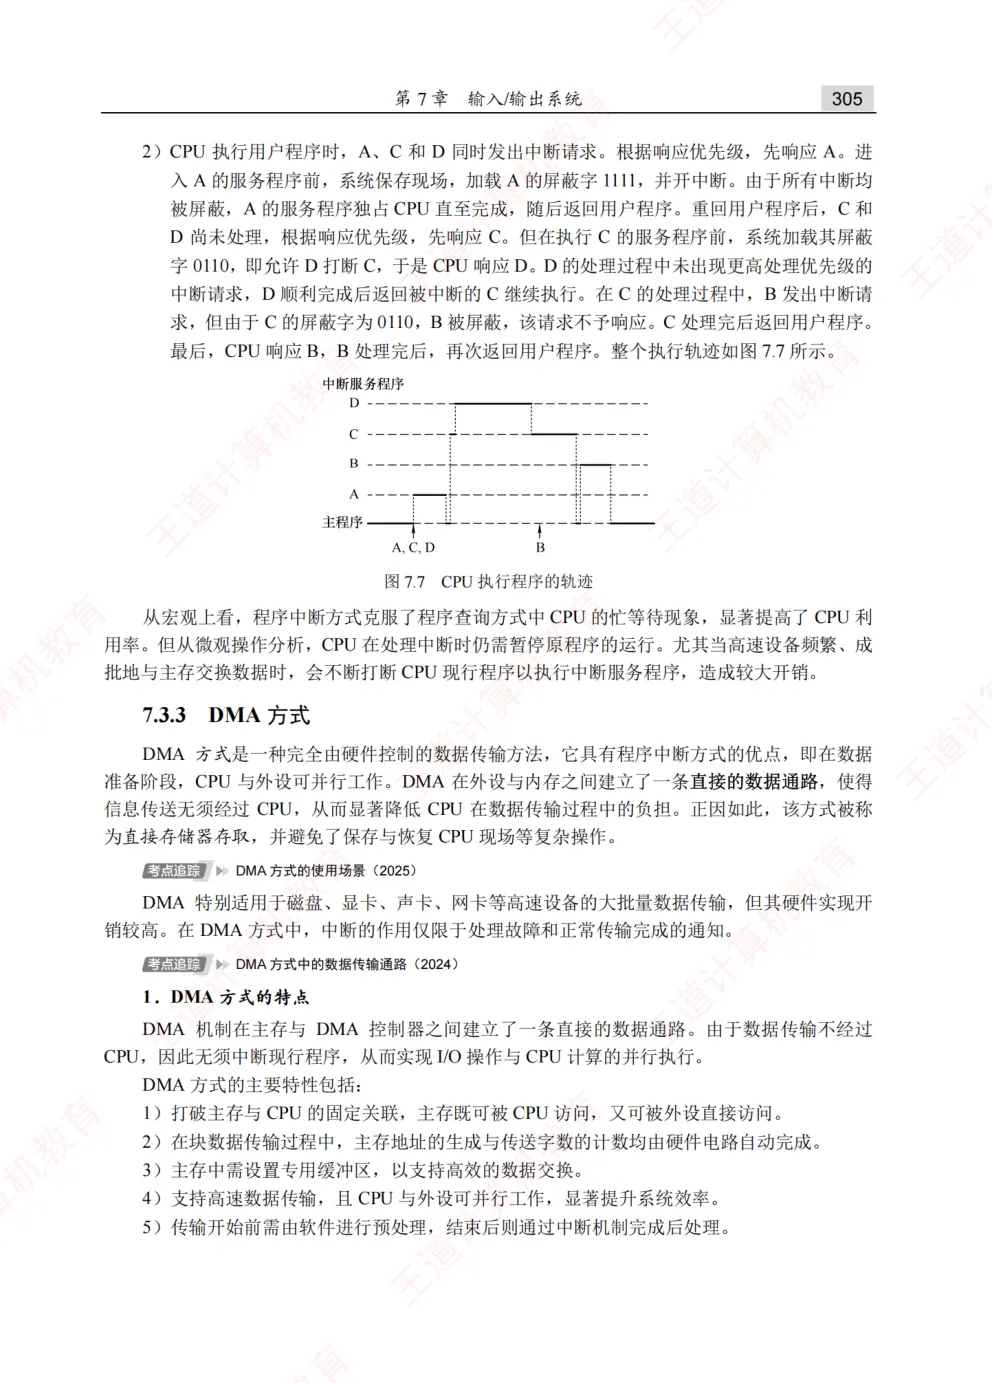 第 7 章 输入/输出系统 305
2）CPU 执行用户程序时，A、C 和 D 同时发出中断请求。根据响应优先级，先响应 A。进
入 A 的服务程序前，系统保存现场，加载 A 的屏蔽字 1111，并开中断。由于所有中断均
被屏蔽，A 的服务程序独占 CPU 直至完成，随后返回用户程序。重回用户程序后，C 和
D 尚未处理，根据响应优先级，先响应 C。但在执行 C 的服务程序前，系统加载其屏蔽
字 0110，即允许 D 打断 C，于是 CPU 响应 D。D 的处理过程中未出现更高处理优先级的
中断请求，D 顺利完成后返回被中断的 C 继续执行。在 C 的处理过程中，B 发出中断请
求，但由于 C 的屏蔽字为 0110，B 被屏蔽，该请求不予响应。C 处理完后返回用户程序。
最后，CPU 响应 B，B 处理完后，再次返回用户程序。整个执行轨迹如图 7.7 所示。
中断服务程序
D
C
B
A
主程序
A, C, D B
图 7.7 CPU 执行程序的轨迹
从宏观上看，程序中断方式克服了程序查询方式中 CPU 的忙等待现象，显著提高了 CPU 利
用率。但从微观操作分析，CPU 在处理中断时仍需暂停原程序的运行。尤其当高速设备频繁、成
批地与主存交换数据时，会不断打断 CPU 现行程序以执行中断服务程序，造成较大开销。
7.3.3 DMA 方式
DMA 方式是一种完全由硬件控制的数据传输方法，它具有程序中断方式的优点，即在数据
准备阶段，CPU 与外设可并行工作。DMA 在外设与内存之间建立了一条直接的数据通路，使得
信息传送无须经过 CPU，从而显著降低 CPU 在数据传输过程中的负担。正因如此，该方式被称
为直接存储器存取，并避免了保存与恢复 CPU 现场等复杂操作。
考点追踪 DMA 方式的使用场景（2025）
DMA 特别适用于磁盘、显卡、声卡、网卡等高速设备的大批量数据传输，但其硬件实现开
销较高。在 DMA 方式中，中断的作用仅限于处理故障和正常传输完成的通知。
考点追踪 DMA 方式中的数据传输通路（2024）
1．DMA 方式的特点
DMA 机制在主存与 DMA 控制器之间建立了一条直接的数据通路。由于数据传输不经过
CPU，因此无须中断现行程序，从而实现 I/O 操作与 CPU 计算的并行执行。
DMA 方式的主要特性包括：
1）打破主存与 CPU 的固定关联，主存既可被 CPU 访问，又可被外设直接访问。
2）在块数据传输过程中，主存地址的生成与传送字数的计数均由硬件电路自动完成。
3）主存中需设置专用缓冲区，以支持高效的数据交换。
4）支持高速数据传输，且 CPU 与外设可并行工作，显著提升系统效率。
5）传输开始前需由软件进行预处理，结束后则通过中断机制完成后处理。